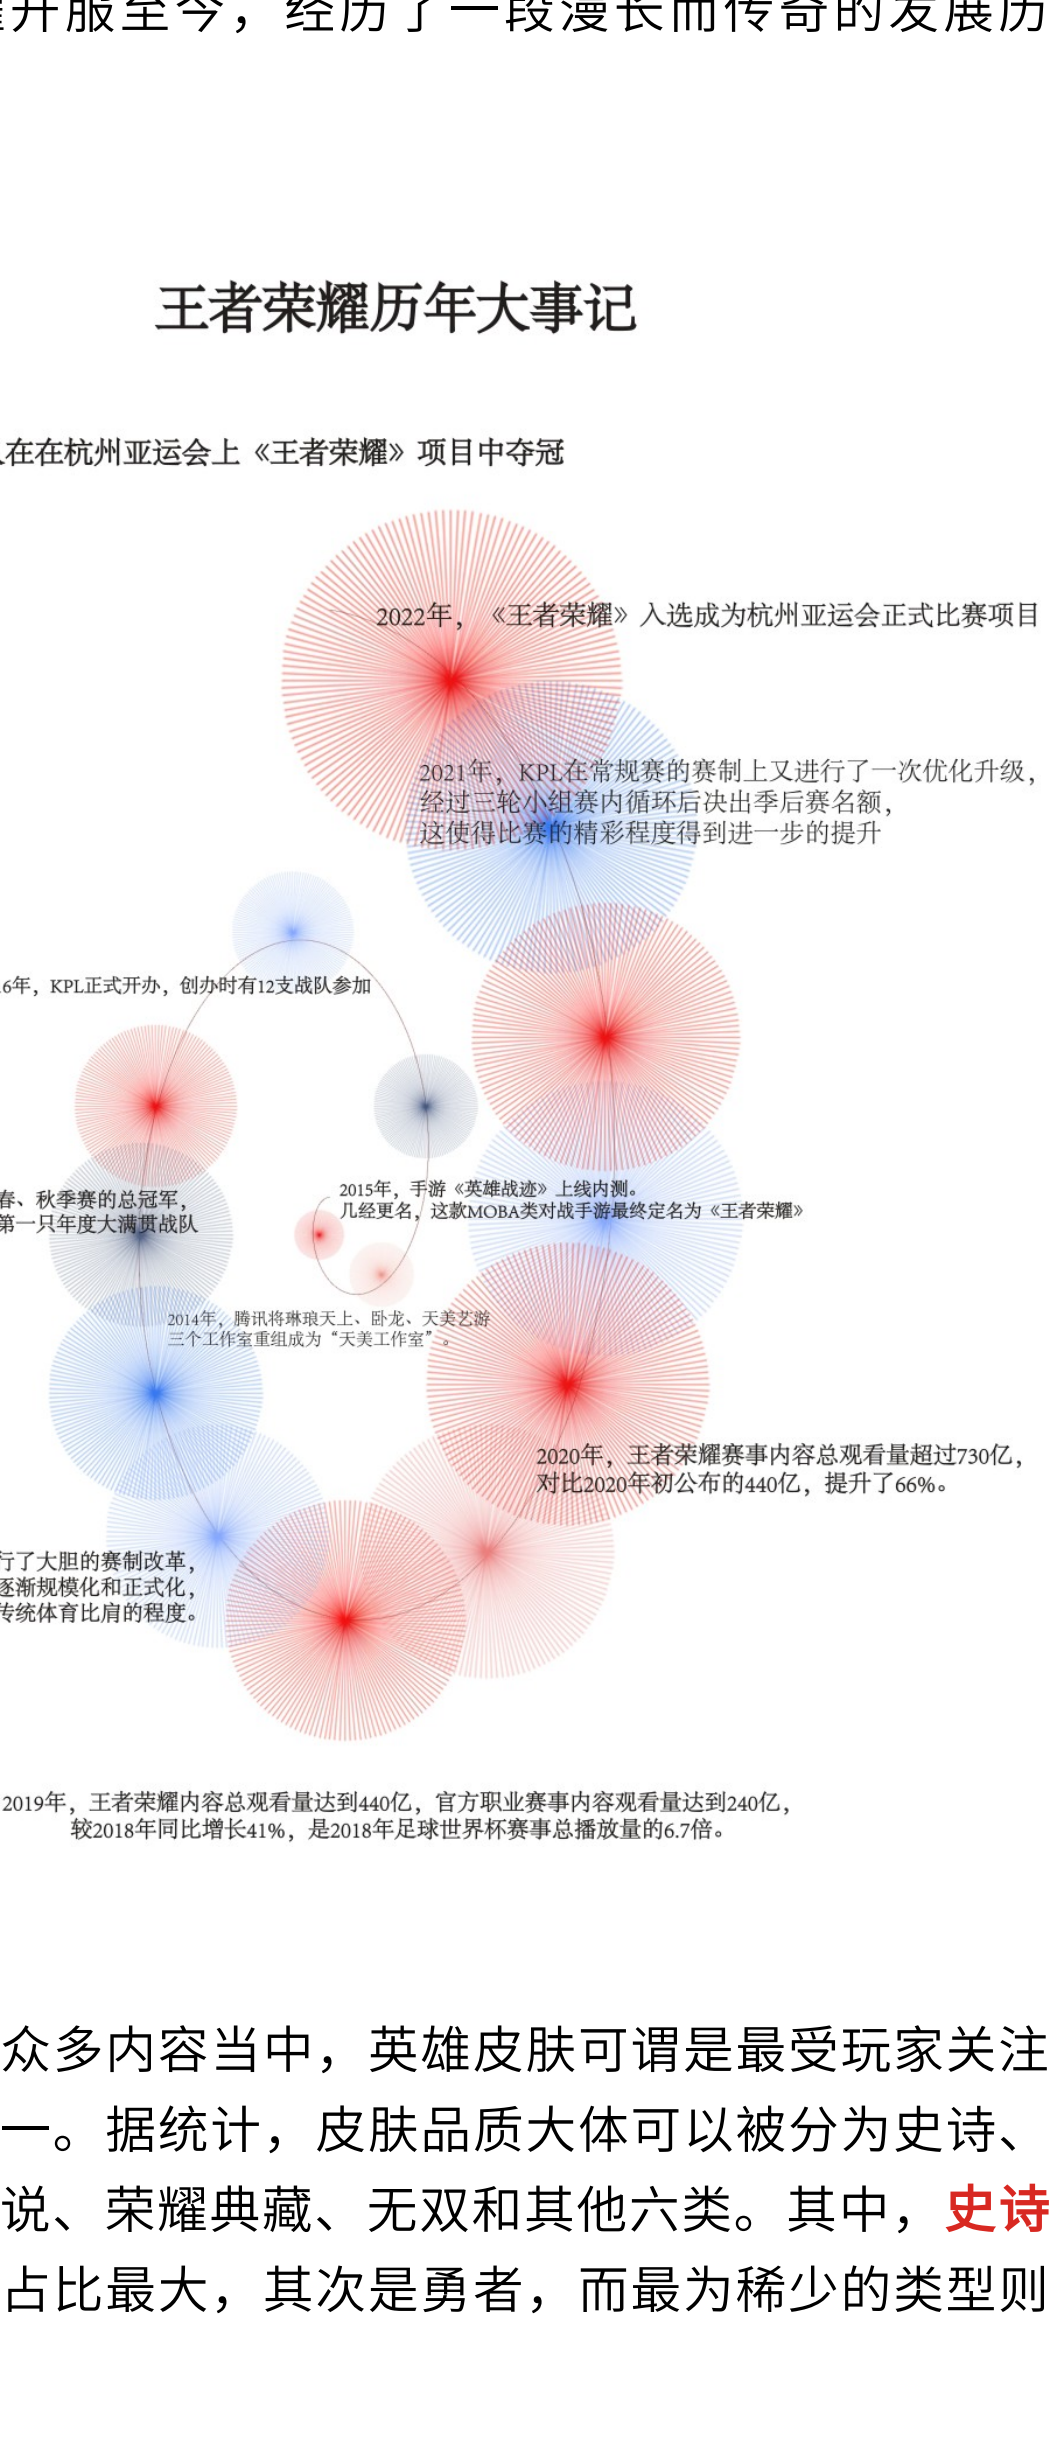 开服至今，经历了一段漫长而传奇的发展历
王者荣耀历年大事记
在在杭州亚运会上《王者荣耀》项目中夺冠
2022年，《王者荣耀》入选成为杭州亚运会正式比赛项目
2021年，KPL在常规赛的赛制上又进行了一次优化升级，
经过三轮小组赛内循环后决出季后赛名额，
这使得比赛的精彩程度得到进一步的提升
6年，KPL正式开办，创办时有12支战队参加
春、秋季赛的总冠军，
第一只年度大满贯战队
2015年，手游《英雄战迹》上线内测。
几经更名，这款MOBA类对战手游最终定名为《王者荣耀》
2014年，腾讯将琳琅天上、卧龙、天美艺游
三个工作室重组成为“天美工作室”。
2020年，王者荣耀赛事内容总观看量超过730亿，
对比2020年初公布的440亿，提升了66%。
行了大胆的赛制改革，
逐渐规模化和正式化，
传统体育比肩的程度。
2019年，王者荣耀内容总观看量达到440亿，官方职业赛事内容观看量达到240亿，
较2018年同比增长41%，是2018年足球世界杯赛事总播放量的6.7倍。
众多内容当中，英雄皮肤可谓是最受玩家关注
一。据统计，皮肤品质大体可以被分为史诗、
说、荣耀典藏、无双和其他六类。其中，史诗
占比最大，其次是勇者，而最为稀少的类型则